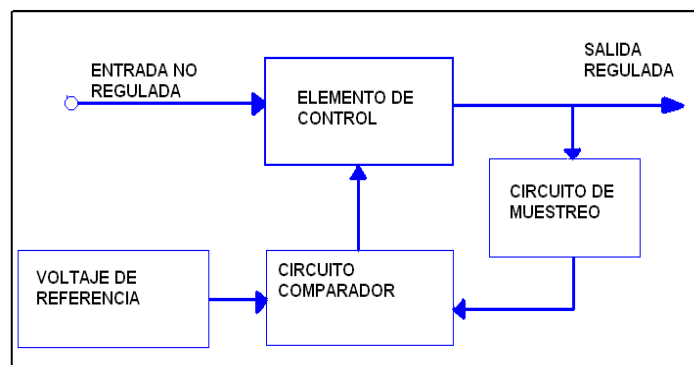 ENTRADA NO
REGULADA
ELEMENTO DE
CONTROL
SALIDA
REGULADA
CIRCUITO DE
MUESTREO
VOLTAJE DE
REFERENCIA
CIRCUITO
COMPARADOR